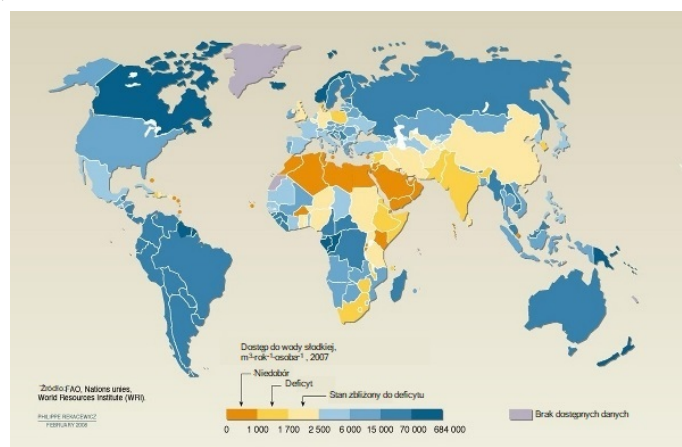 Dostęp do wody słodkiej,
m³·rok⁻¹·osoba⁻¹, 2007
Niedobór
Deficyt
Stan zbliżony do deficytu
0 1 000 1 700 2 500 6 000 15 000 70 000 684 000
Brak dostępnych danych
Źródło:FAO, Nations unies,
World Resources Institute (WRI).
PHILIPPE REKACEWICZ
FEBRUARY 2008